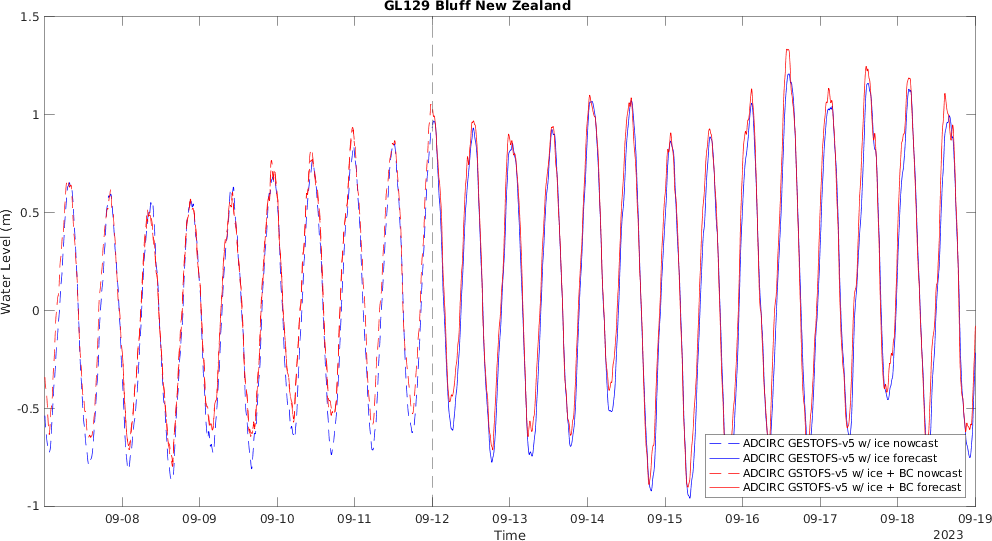 GL129 Bluff New Zealand
Water Level (m)
1.5
1
0.5
0
-0.5
-1
ADCIRC GESTOFS-v5 w/ ice nowcast
ADCIRC GESTOFS-v5 w/ ice forecast
ADCIRC GSTOFS-v5 w/ ice + BC nowcast
ADCIRC GSTOFS-v5 w/ ice + BC forecast
09-08 09-09 09-10 09-11 09-12 09-13 09-14 09-15 09-16 09-17 09-18 09-19
Time
2023